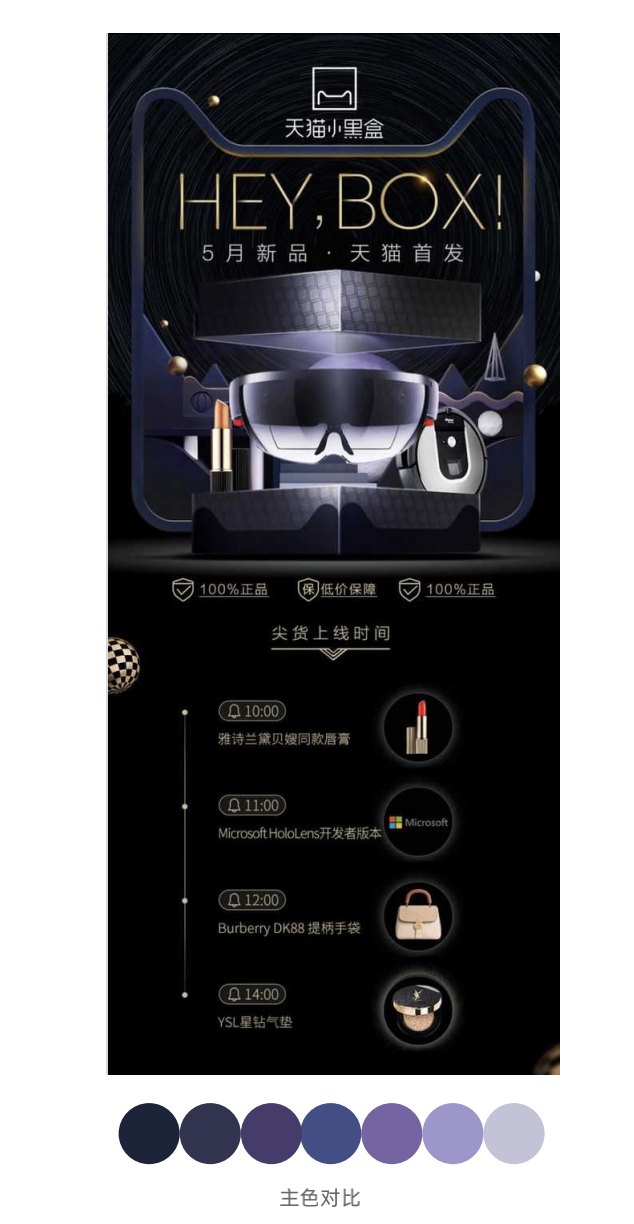 天猫小黑盒
HEY,BOX!
5月新品·天猫首发
100%正品
保 低价保障
100%正品
尖货上线时间
10:00
雅诗兰黛贝嫂同款唇膏
11:00
Microsoft HoloLens开发者版本
Microsoft
12:00
Burberry DK88 提柄手袋
14:00
YSL星钻气垫
主色对比